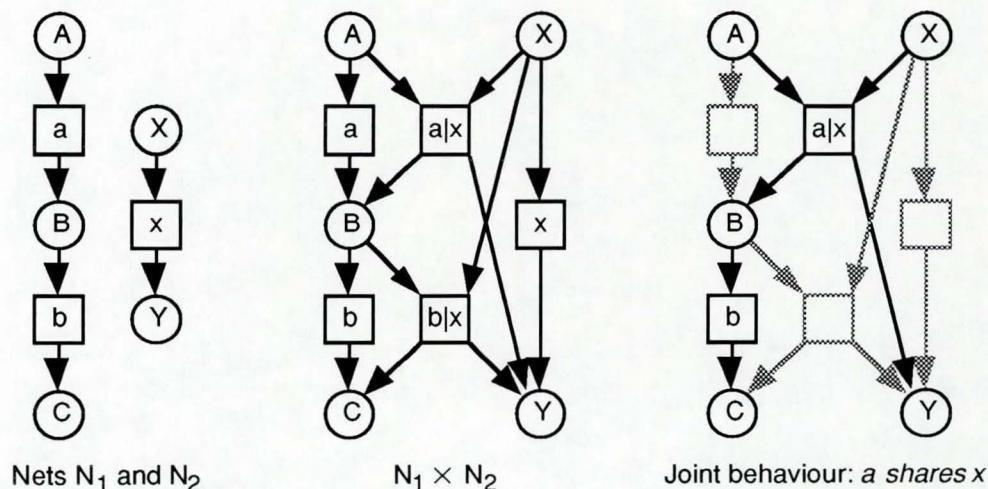 A
a
B
b
C
X
x
Y
Nets N₁ and N₂
A
X
a
a|x
B
x
b
b|x
C
Y
N₁ × N₂
A
X
a|x
B
b
C
Y
Joint behaviour: a shares x